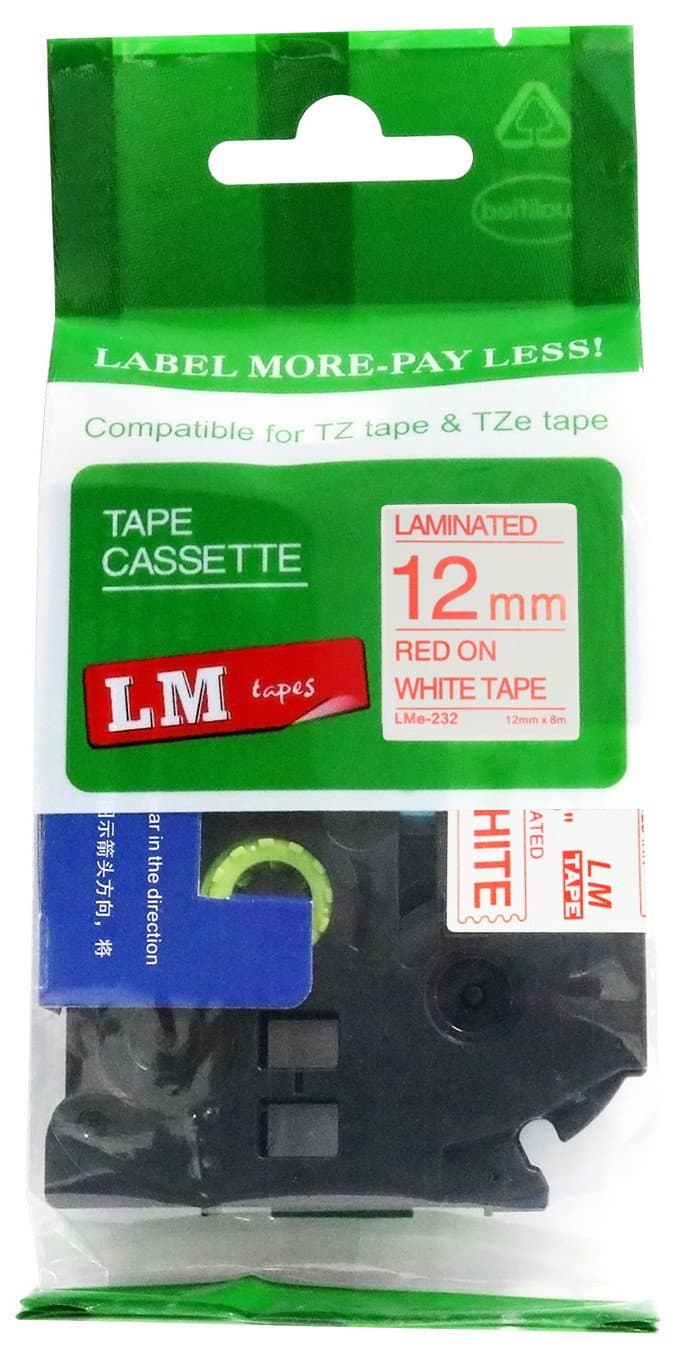 LABEL MORE-PAY LESS!
Compatible for TZ tape & TZe tape
TAPE
CASSETTE
LM tapes
LAMINATED
12mm
RED ON
WHITE TAPE
LMe-232 12mm x 8m
ar in the direction
示箭头方向，将
HITE
ATED
LM
TAPE